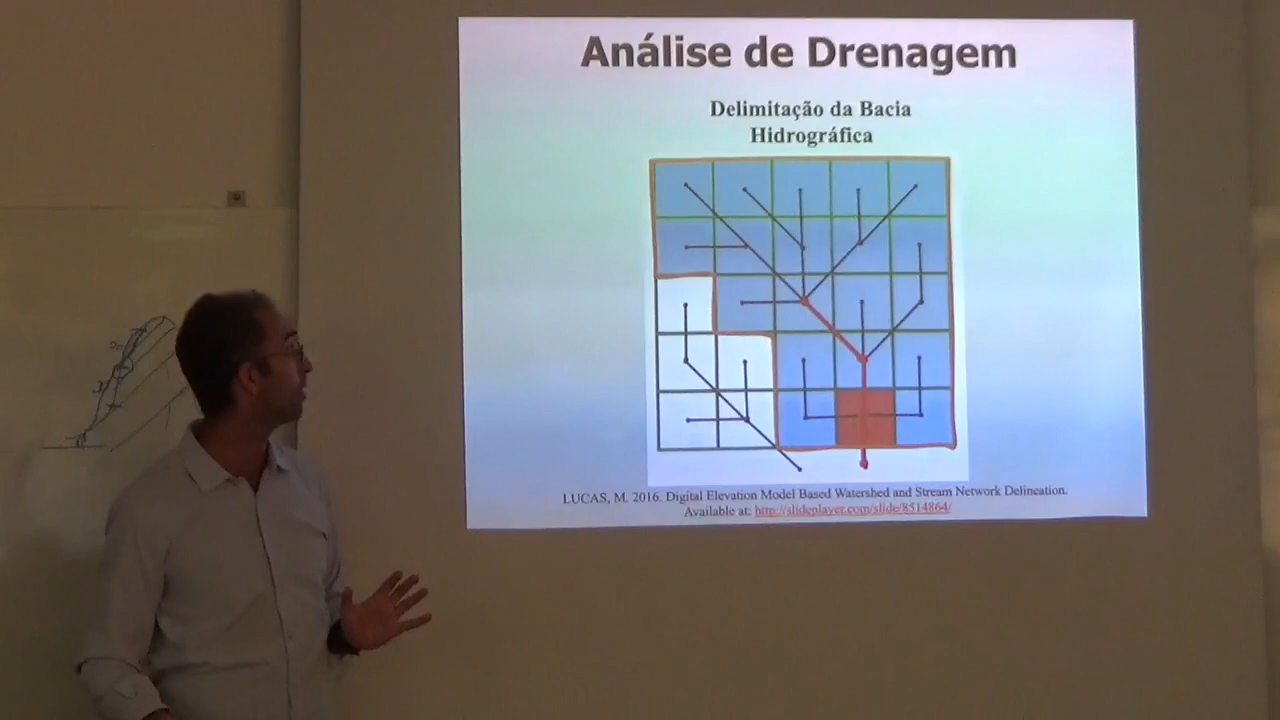 Análise de Drenagem
Delimitação da Bacia
Hidrográfica
LUCAS, M. 2016. Digital Elevation Model Based Watershed and Stream Network Delineation.
Available at: http://slideplayer.com/slide/8514864/